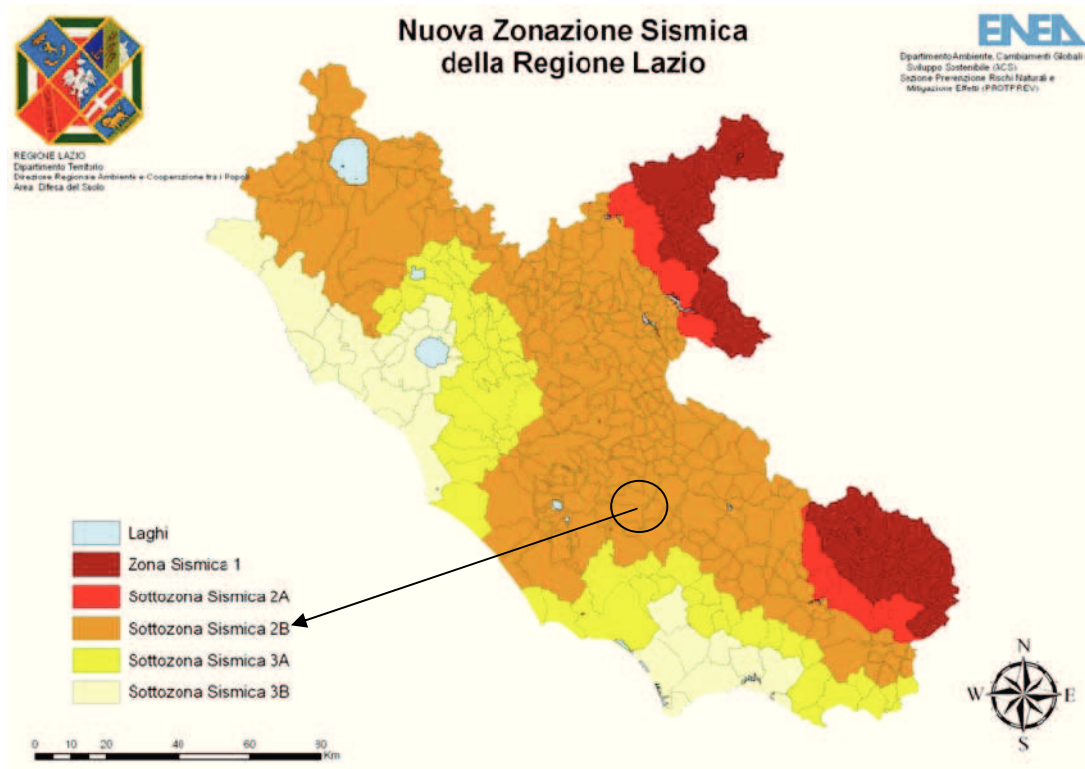 Nuova Zonazione Sismica
della Regione Lazio
ENEA
Dipartimento Ambiente, Cambiamenti Globali
Sviluppo Sostenibile (ACS)
Sezione Prevenzione Rischi Naturali e
Mitigazione Effetti (PROTPREV)
REGIONE LAZIO
Dipartimento Territorio
Direzione Regionale Ambiente e Cooperazione tra i Popoli
Area Difesa del Suolo
Laghi
Zona Sismica 1
Sottozona Sismica 2A
Sottozona Sismica 2B
Sottozona Sismica 3A
Sottozona Sismica 3B
0 10 20 40 60 80
Km
N
W E
S